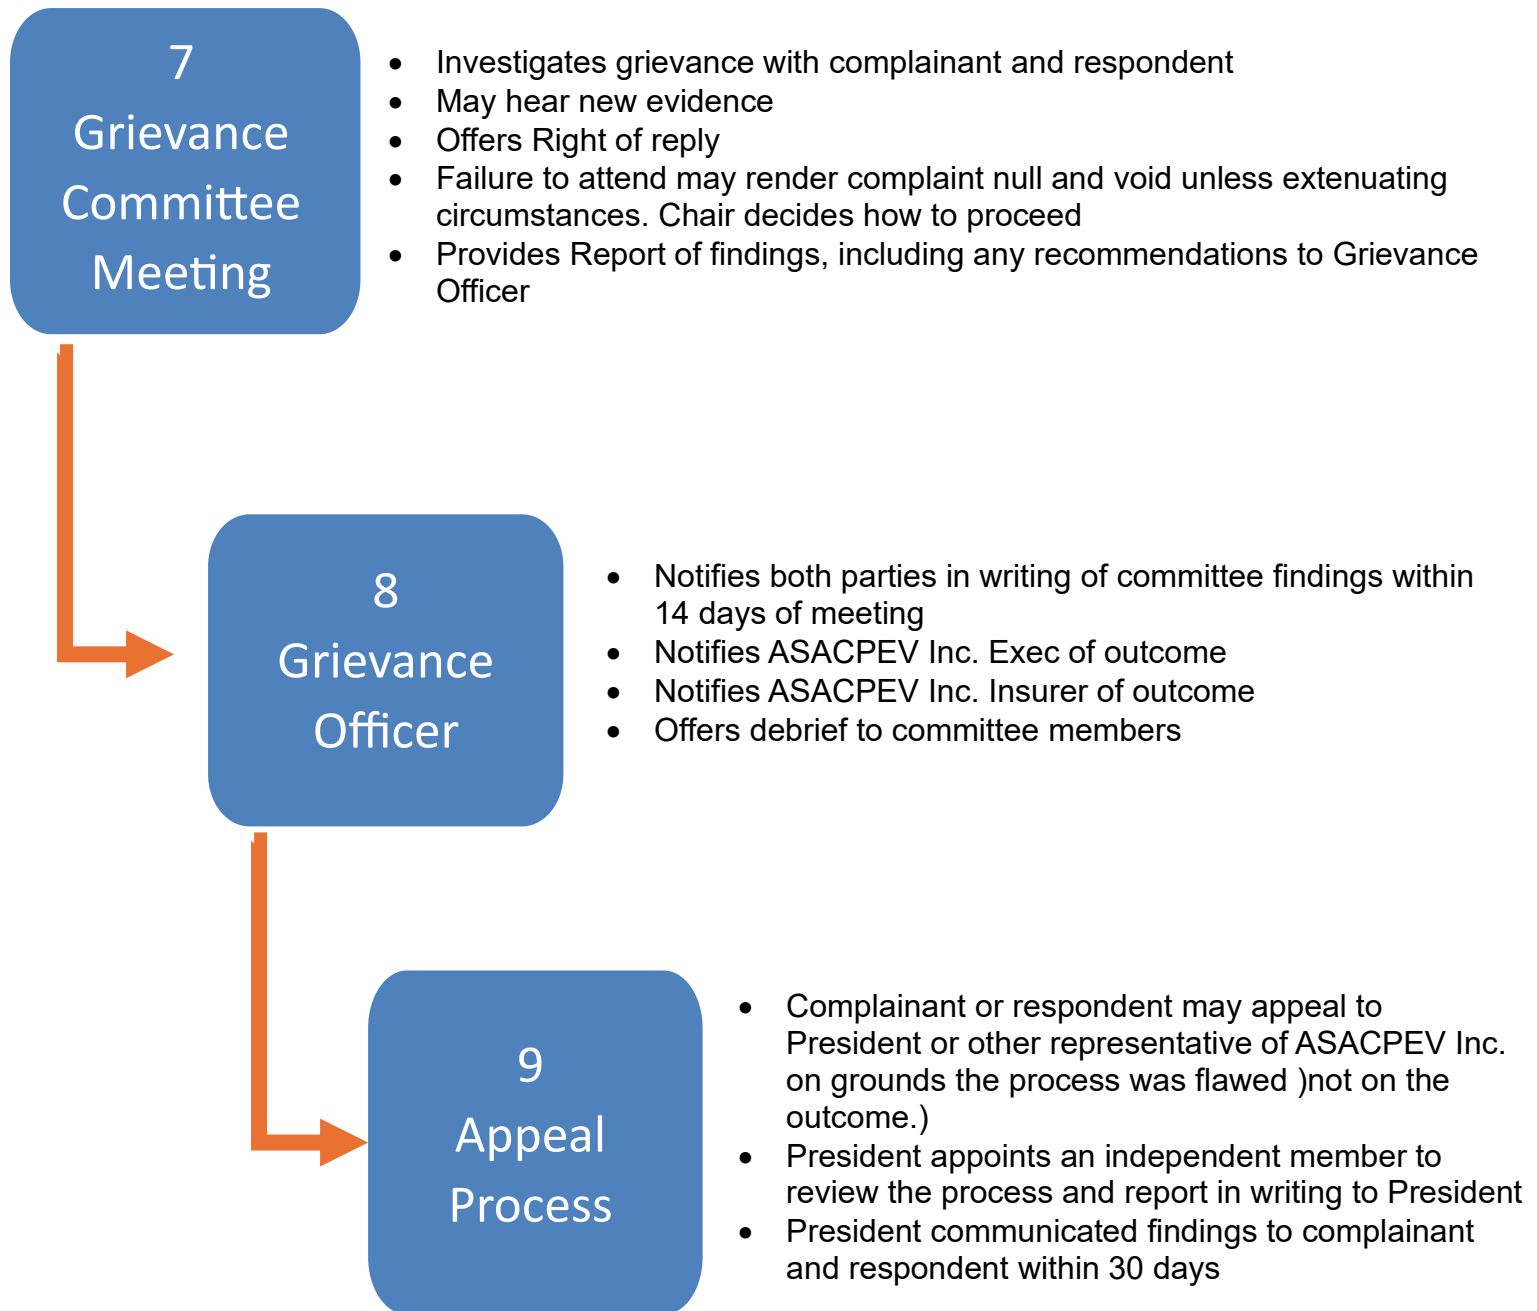 7
Grievance
Committee
Meeting
• Investigates grievance with complainant and respondent
• May hear new evidence
• Offers Right of reply
• Failure to attend may render complaint null and void unless extenuating
circumstances. Chair decides how to proceed
• Provides Report of findings, including any recommendations to Grievance
Officer
8
Grievance
Officer
• Notifies both parties in writing of committee findings within
14 days of meeting
• Notifies ASACPEV Inc. Exec of outcome
• Notifies ASACPEV Inc. Insurer of outcome
• Offers debrief to committee members
9
Appeal
Process
• Complainant or respondent may appeal to
President or other representative of ASACPEV Inc.
on grounds the process was flawed )not on the
outcome.)
• President appoints an independent member to
review the process and report in writing to President
• President communicated findings to complainant
and respondent within 30 days